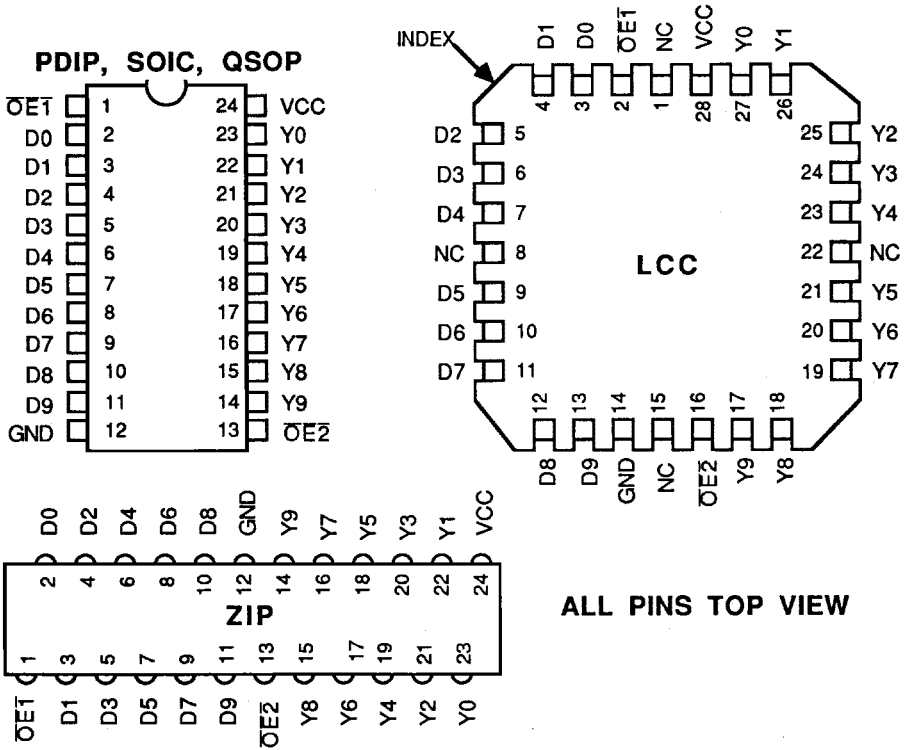 PDIP, SOIC, QSOP
O̅E̅1̅ 1 24 VCC
D0 2 23 Y0
D1 3 22 Y1
D2 4 21 Y2
D3 5 20 Y3
D4 6 19 Y4
D5 7 18 Y5
D6 8 17 Y6
D7 9 16 Y7
D8 10 15 Y8
D9 11 14 Y9
GND 12 13 O̅E̅2̅
INDEX
D1 D0 O̅E̅1̅ NC VCC Y0 Y1
4 3 2 1 28 27 26
D2 5 25 Y2
D3 6 24 Y3
D4 7 23 Y4
NC 8 22 NC
LCC
D5 9 21 Y5
D6 10 20 Y6
D7 11 19 Y7
12 13 14 15 16 17 18
D8 D9 GND NC O̅E̅2̅ Y9 Y8
D0 D2 D4 D6 D8 GND Y9 Y7 Y5 Y3 Y1 VCC
2 4 6 8 10 12 14 16 18 20 22 24
ZIP
1 3 5 7 9 11 13 15 17 19 21 23
O̅E̅1̅ D1 D3 D5 D7 D9 O̅E̅2̅ Y8 Y6 Y4 Y2 Y0
ALL PINS TOP VIEW